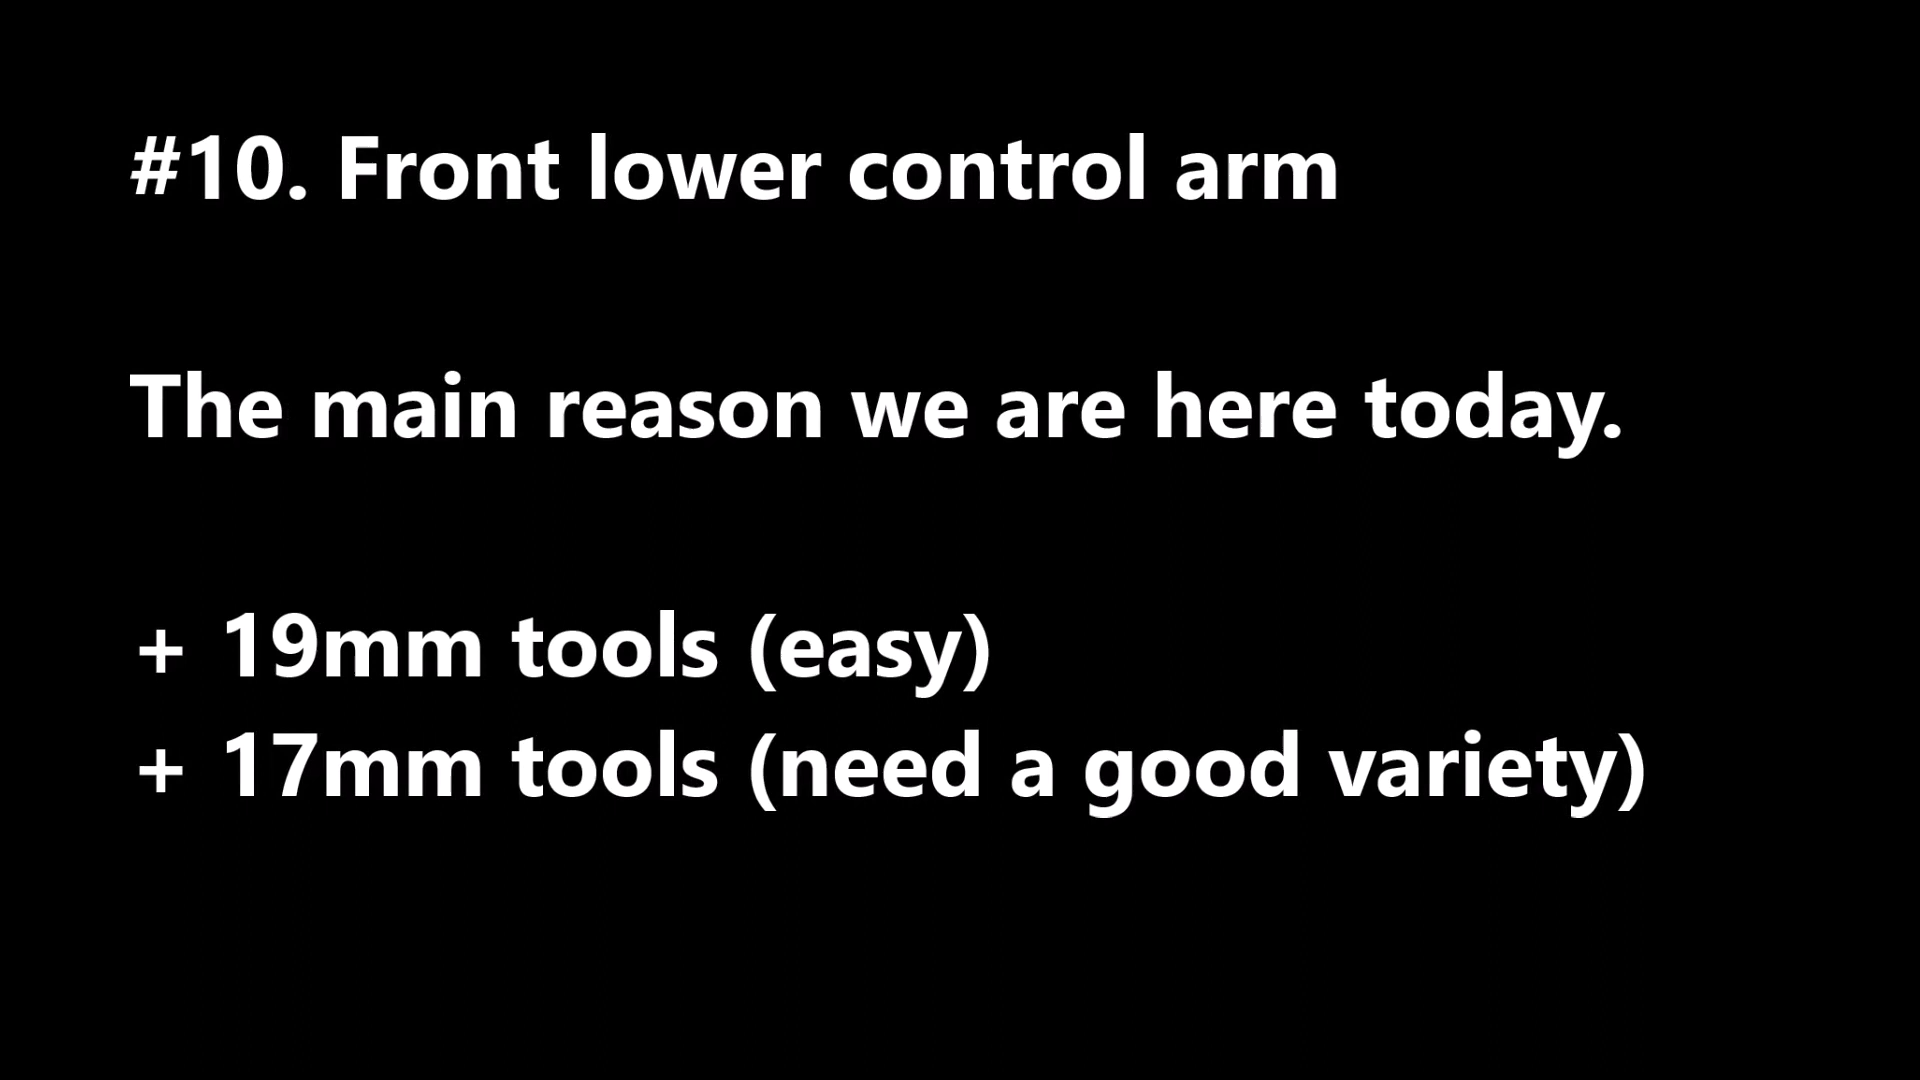 #10. Front lower control arm
The main reason we are here today.
+ 19mm tools (easy)
+ 17mm tools (need a good variety)